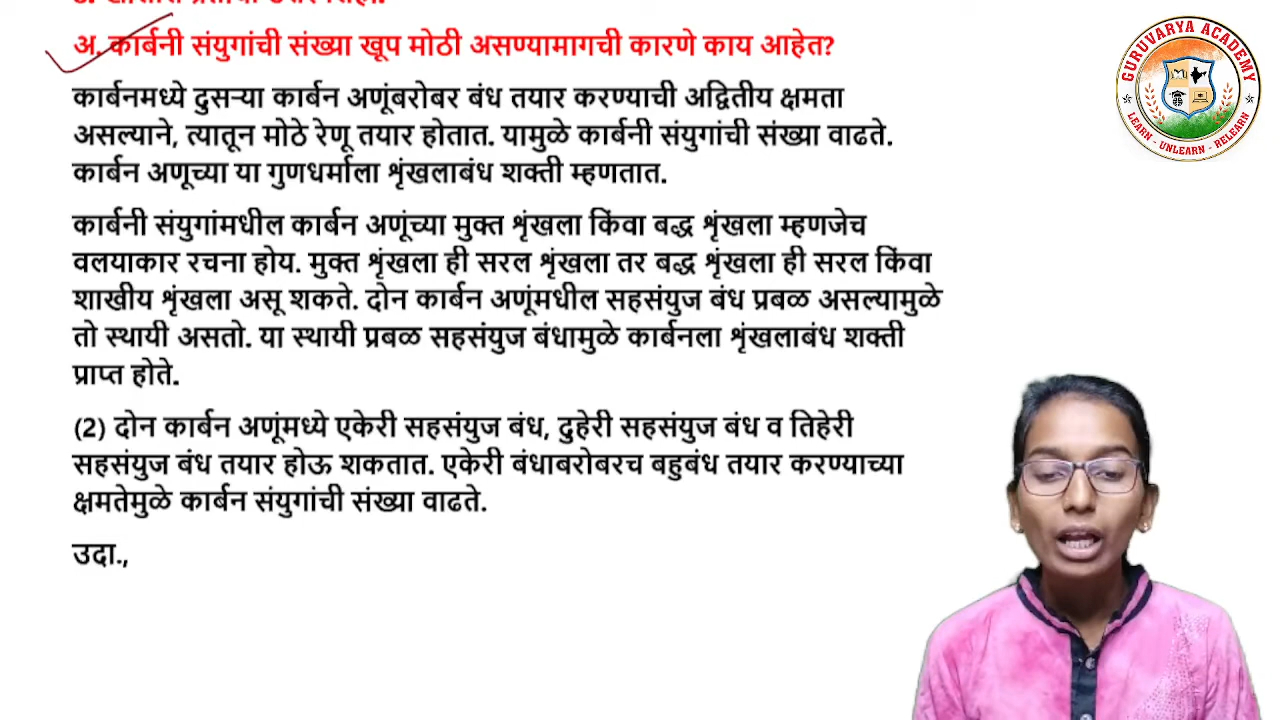 अ. कार्बनी संयुगांची संख्या खूप मोठी असण्यामागची कारणे काय आहेत?
कार्बनमध्ये दुसऱ्या कार्बन अणूंबरोबर बंध तयार करण्याची अद्वितीय क्षमता
असल्याने, त्यातून मोठे रेणू तयार होतात. यामुळे कार्बनी संयुगांची संख्या वाढते.
कार्बन अणूच्या या गुणधर्माला शृंखलाबंध शक्ती म्हणतात.
कार्बनी संयुगांमधील कार्बन अणूंच्या मुक्त शृंखला किंवा बद्ध शृंखला म्हणजेच
वलयाकार रचना होय. मुक्त शृंखला ही सरल शृंखला तर बद्ध शृंखला ही सरल किंवा
शाखीय शृंखला असू शकते. दोन कार्बन अणूंमधील सहसंयुज बंध प्रबळ असल्यामुळे
तो स्थायी असतो. या स्थायी प्रबळ सहसंयुज बंधामुळे कार्बनला शृंखलाबंध शक्ती
प्राप्त होते.
(2) दोन कार्बन अणूंमध्ये एकेरी सहसंयुज बंध, दुहेरी सहसंयुज बंध व तिहेरी
सहसंयुज बंध तयार होऊ शकतात. एकेरी बंधाबरोबरच बहुबंध तयार करण्याच्या
क्षमतेमुळे कार्बन संयुगांची संख्या वाढते.
उदा.,
GURUVARYA ACADEMY
LEARN - UNLEARN - RELEARN